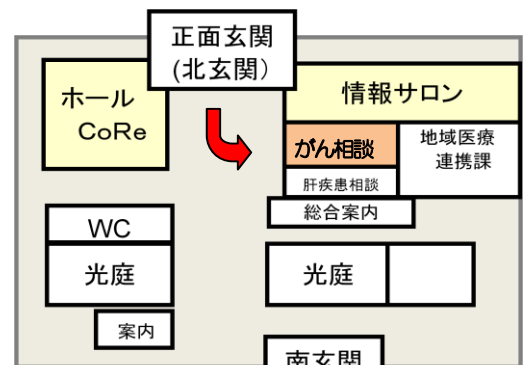 正面玄関
(北玄関）
ホール
CoRe
情報サロン
がん相談
地域医療
連携課
肝疾患相談
総合案内
WC
光庭
光庭
案内
南玄関